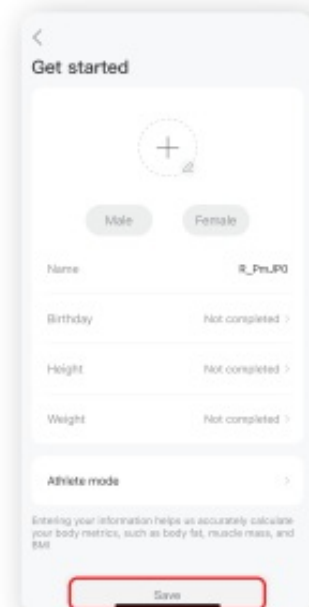 Get started
Male Female
Name R_PmJP0
Birthday Not completed >
Height Not completed >
Weight Not completed >
Athlete mode >
Entering your information helps us accurately calculate
your body metrics, such as body fat, muscle mass, and
BMI
Save